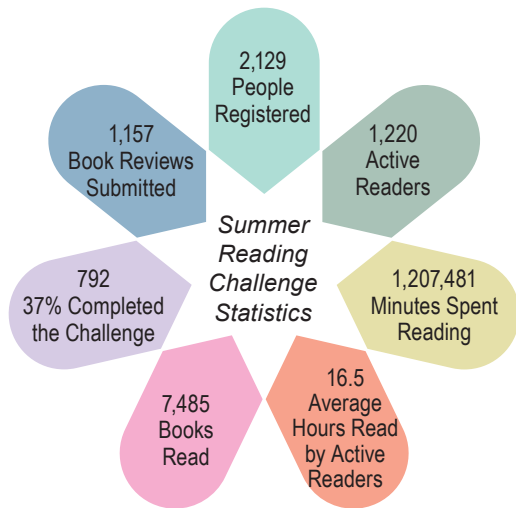 2,129
People
Registered
1,220
Active
Readers
1,207,481
Minutes Spent
Reading
16.5
Average
Hours Read
by Active
Readers
7,485
Books
Read
792
37% Completed
the Challenge
1,157
Book Reviews
Submitted
Summer
Reading
Challenge
Statistics